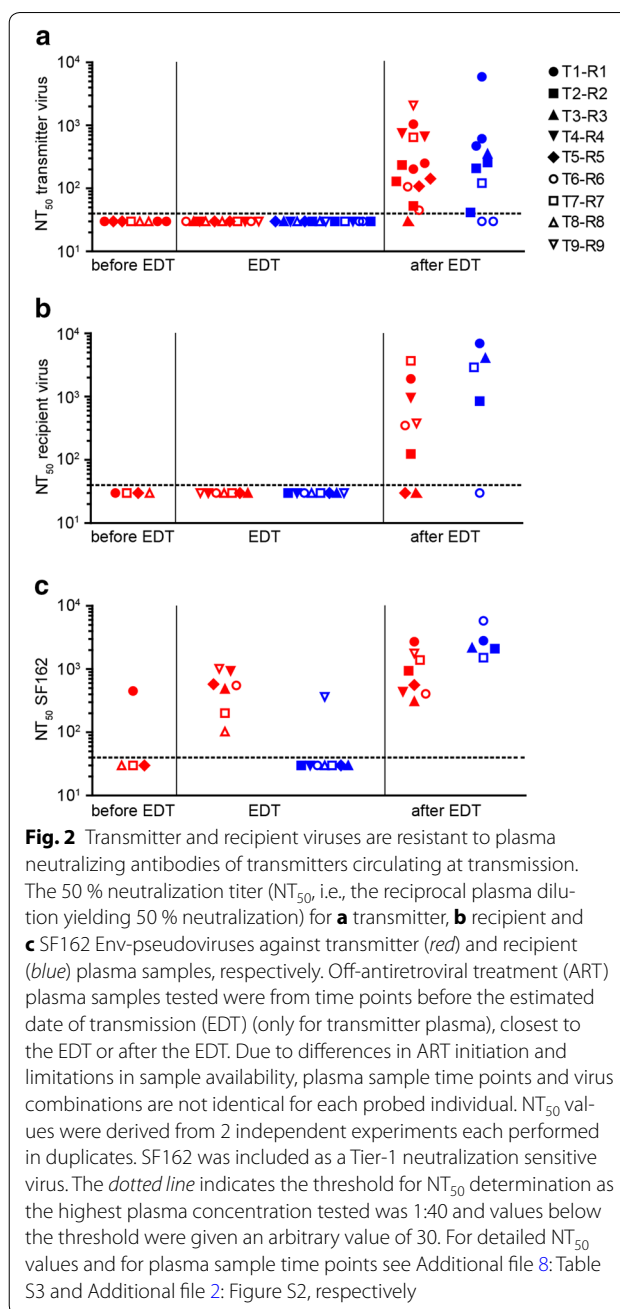 a
10⁴
10³
10²
10¹
NT₅₀ transmitter virus
before EDT EDT after EDT
T1-R1
T2-R2
T3-R3
T4-R4
T5-R5
T6-R6
T7-R7
T8-R8
T9-R9
b
10⁴
10³
10²
10¹
NT₅₀ recipient virus
before EDT EDT after EDT
c
10⁴
10³
10²
10¹
NT₅₀ SF162
before EDT EDT after EDT
Fig. 2 Transmitter and recipient viruses are resistant to plasma
neutralizing antibodies of transmitters circulating at transmission.
The 50 % neutralization titer (NT₅₀, i.e., the reciprocal plasma dilu-
tion yielding 50 % neutralization) for a transmitter, b recipient and
c SF162 Env-pseudoviruses against transmitter (red) and recipient
(blue) plasma samples, respectively. Off-antiretroviral treatment (ART)
plasma samples tested were from time points before the estimated
date of transmission (EDT) (only for transmitter plasma), closest to
the EDT or after the EDT. Due to differences in ART initiation and
limitations in sample availability, plasma sample time points and virus
combinations are not identical for each probed individual. NT₅₀ val-
ues were derived from 2 independent experiments each performed
in duplicates. SF162 was included as a Tier-1 neutralization sensitive
virus. The dotted line indicates the threshold for NT₅₀ determination as
the highest plasma concentration tested was 1:40 and values below
the threshold were given an arbitrary value of 30. For detailed NT₅₀
values and for plasma sample time points see Additional file 8: Table
S3 and Additional file 2: Figure S2, respectively